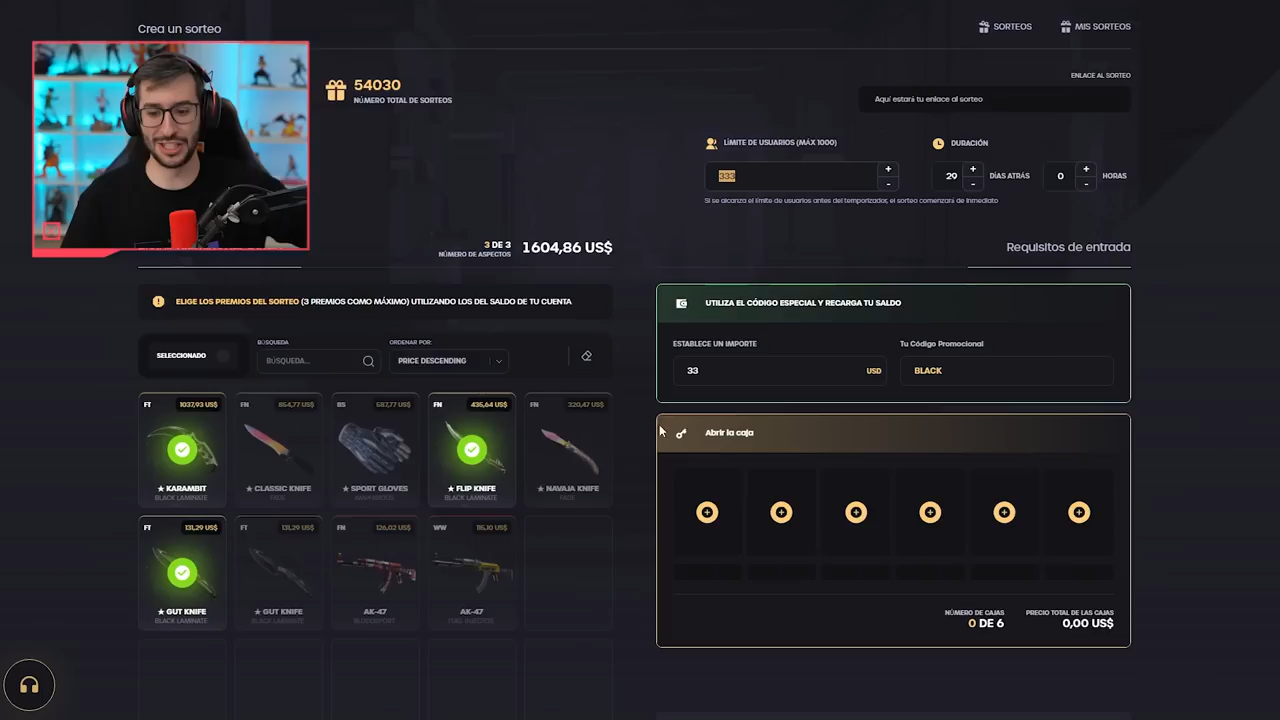 Crea un sorteo
SORTEOS
MIS SORTEOS
54030
NÚMERO TOTAL DE SORTEOS
ENLACE AL SORTEO
Aquí estará tu enlace al sorteo
LÍMITE DE USUARIOS (MÁX 1000)
DURACIÓN
333
+
-
29
+
-
DÍAS ATRÁS
0
+
-
HORAS
Si se alcanza el límite de usuarios antes del temporizador, el sorteo comenzará de inmediato
3 DE 3
NÚMERO DE ASPECTOS
1604,86 US$
Requisitos de entrada
ELIGE LOS PREMIOS DEL SORTEO (3 PREMIOS COMO MÁXIMO) UTILIZANDO LOS DEL SALDO DE TU CUENTA
UTILIZA EL CÓDIGO ESPECIAL Y RECARGA TU SALDO
SELECCIONADO
BÚSQUEDA
BÚSQUEDA...
ORDENAR POR:
PRICE DESCENDING
ESTABLECE UN IMPORTE
33
USD
Tu Código Promocional
BLACK
FT 1037,93 US$
★ KARAMBIT
BLACK LAMINATE
FN 854,77 US$
★ CLASSIC KNIFE
FADE
BS 587,77 US$
★ SPORT GLOVES
AMPHIBIOUS
FN 435,64 US$
★ FLIP KNIFE
BLACK LAMINATE
FN 320,47 US$
★ NAVAJA KNIFE
FADE
Abrir la caja
FT 131,29 US$
★ GUT KNIFE
BLACK LAMINATE
FT 131,29 US$
★ GUT KNIFE
BLACK LAMINATE
FN 126,02 US$
AK-47
BLOODSPORT
WW 115,10 US$
AK-47
FUEL INJECTOR
NÚMERO DE CAJAS
0 DE 6
PRECIO TOTAL DE LAS CAJAS
0,00 US$